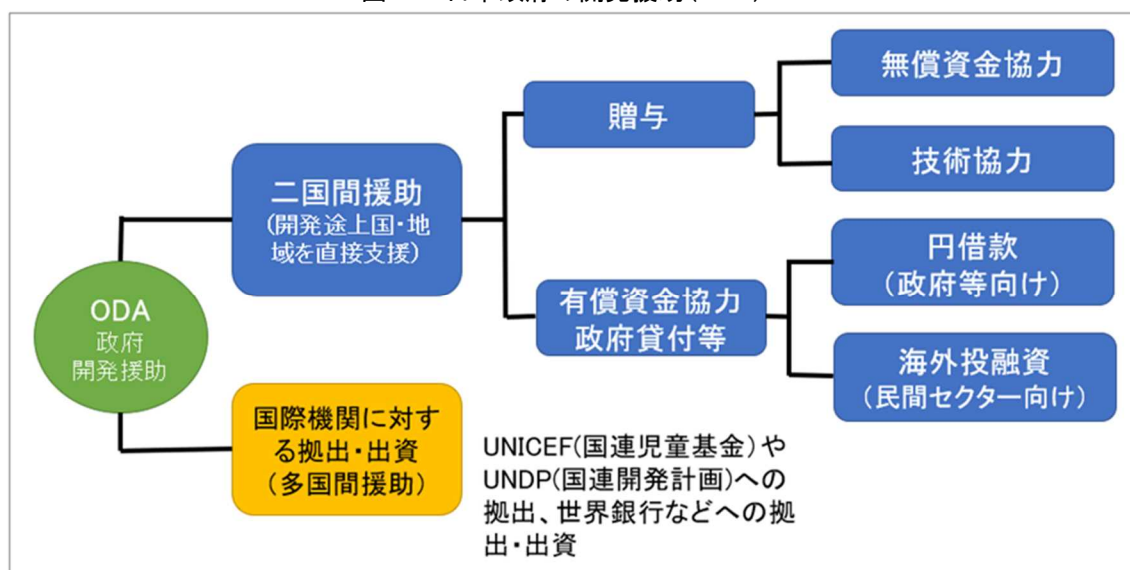 ODA
政府
開発援助
二国間援助
(開発途上国・地
域を直接支援)
贈与
無償資金協力
技術協力
有償資金協力
政府貸付等
円借款
(政府等向け)
海外投融資
(民間セクター向け)
国際機関に対す
る拠出・出資
(多国間援助)
UNICEF(国連児童基金)や
UNDP(国連開発計画)への
拠出、世界銀行などへの拠
出・出資